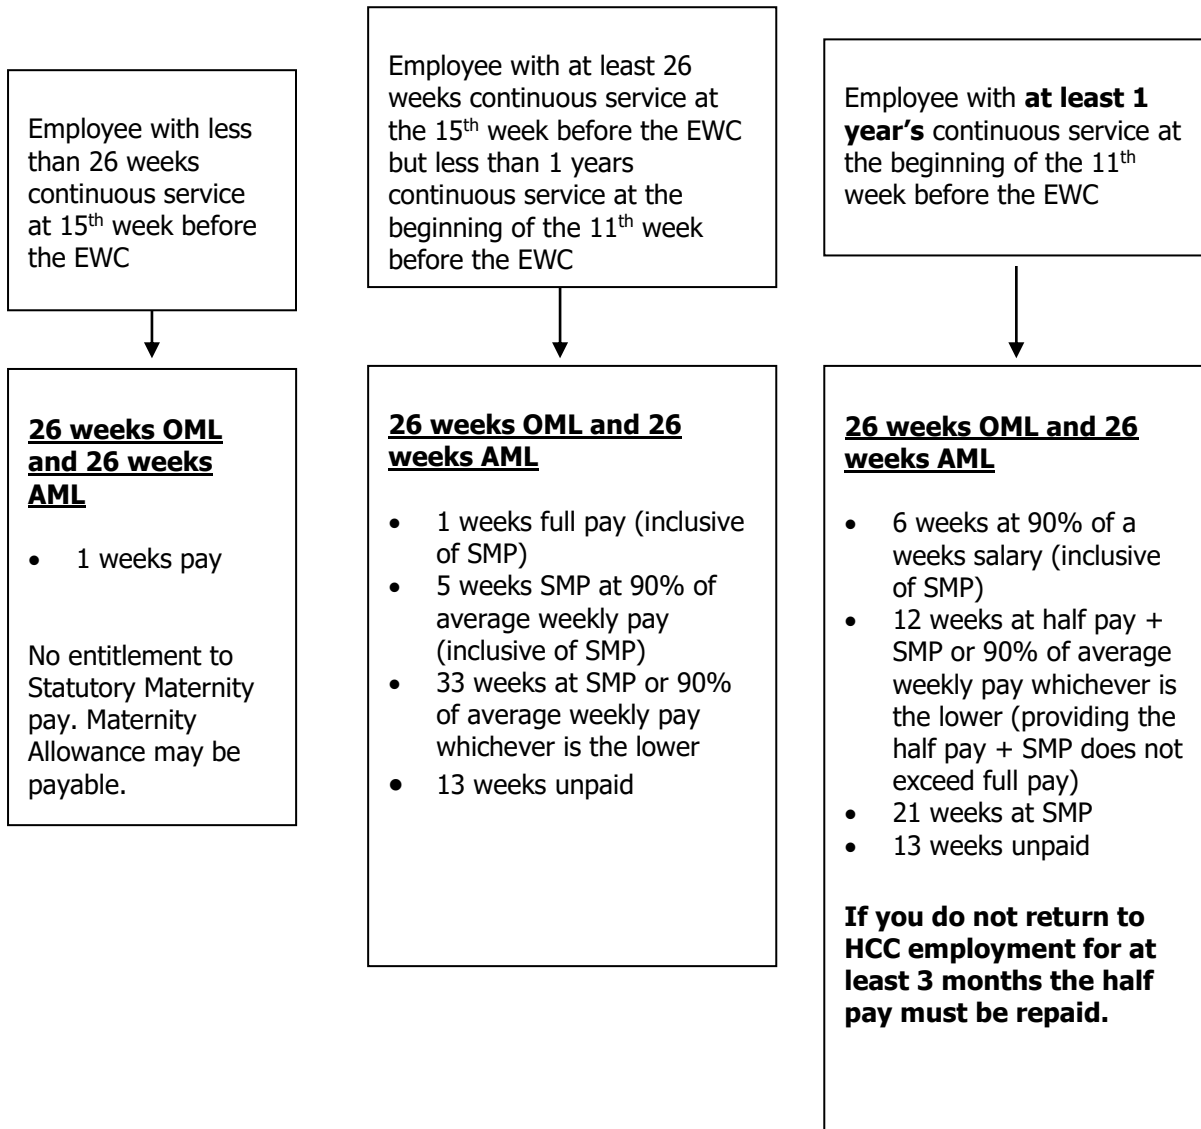 Employee with less
than 26 weeks
continuous service
at 15th week before
the EWC
Employee with at least 26
weeks continuous service at
the 15th week before the EWC
but less than 1 years
continuous service at the
beginning of the 11th week
before the EWC
Employee with at least 1
year’s continuous service at
the beginning of the 11th
week before the EWC
26 weeks OML
and 26 weeks
AML
• 1 weeks pay
No entitlement to
Statutory Maternity
pay. Maternity
Allowance may be
payable.
26 weeks OML and 26
weeks AML
• 1 weeks full pay (inclusive
of SMP)
• 5 weeks SMP at 90% of
average weekly pay
(inclusive of SMP)
• 33 weeks at SMP or 90%
of average weekly pay
whichever is the lower
• 13 weeks unpaid
26 weeks OML and 26
weeks AML
• 6 weeks at 90% of a
weeks salary (inclusive
of SMP)
• 12 weeks at half pay +
SMP or 90% of average
weekly pay whichever is
the lower (providing the
half pay + SMP does not
exceed full pay)
• 21 weeks at SMP
• 13 weeks unpaid
If you do not return to
HCC employment for at
least 3 months the half
pay must be repaid.